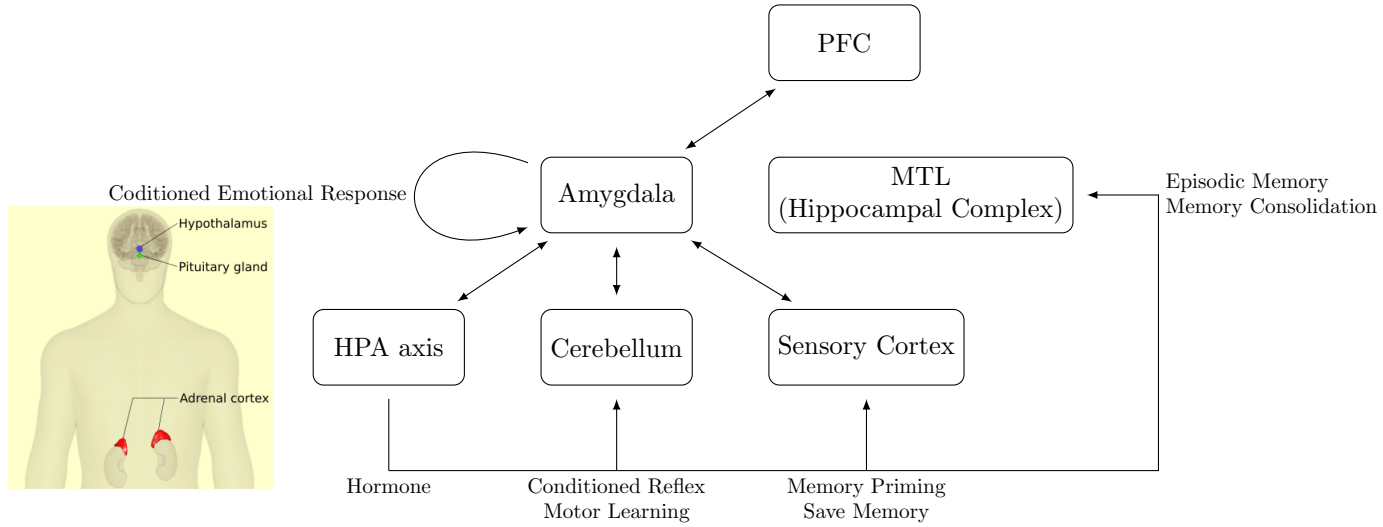 PFC
Coditioned Emotional Response
Amygdala
MTL
(Hippocampal Complex)
Episodic Memory
Memory Consolidation
Hypothalamus
Pituitary gland
Adrenal cortex
HPA axis
Cerebellum
Sensory Cortex
Hormone
Conditioned Reflex
Motor Learning
Memory Priming
Save Memory